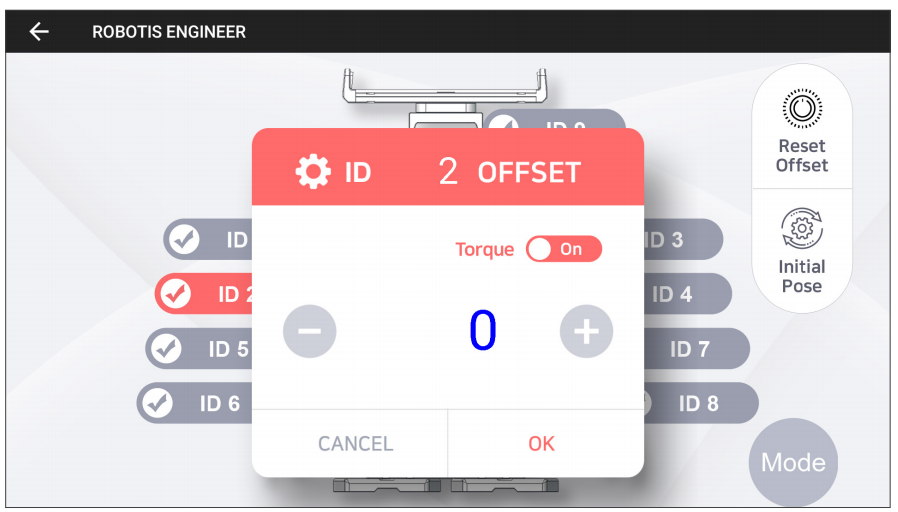 ROBOTIS ENGINEER
Reset
Offset
Initial
Pose
ID 2 OFFSET
Torque On
0
CANCEL OK
ID
ID 2
ID 5
ID 6
ID 3
ID 4
ID 7
ID 8
Mode